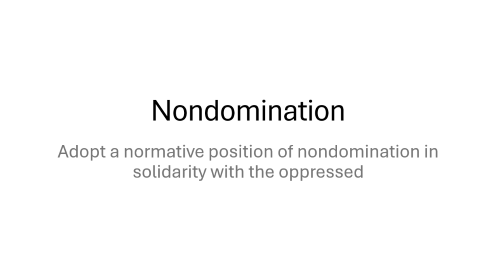 Nondomination
Adopt a normative position of nondomination in
solidarity with the oppressed